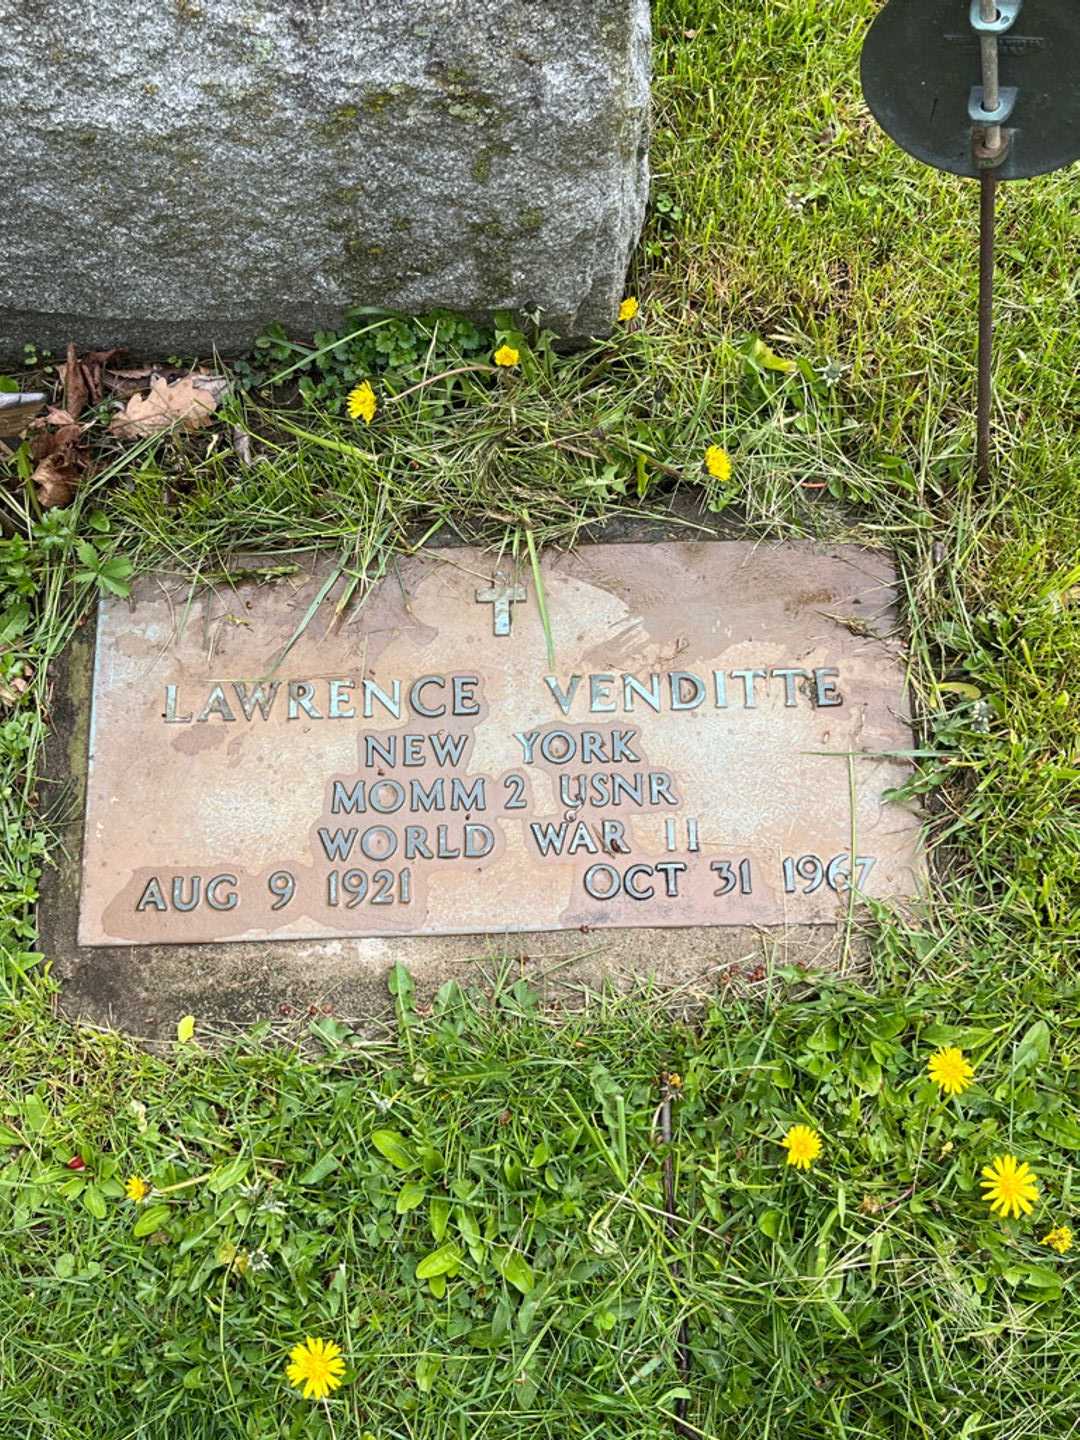 LAWRENCE VENDITTE
NEW YORK
MOMM 2 USNR
WORLD WAR II
AUG 9 1921 OCT 31 1967